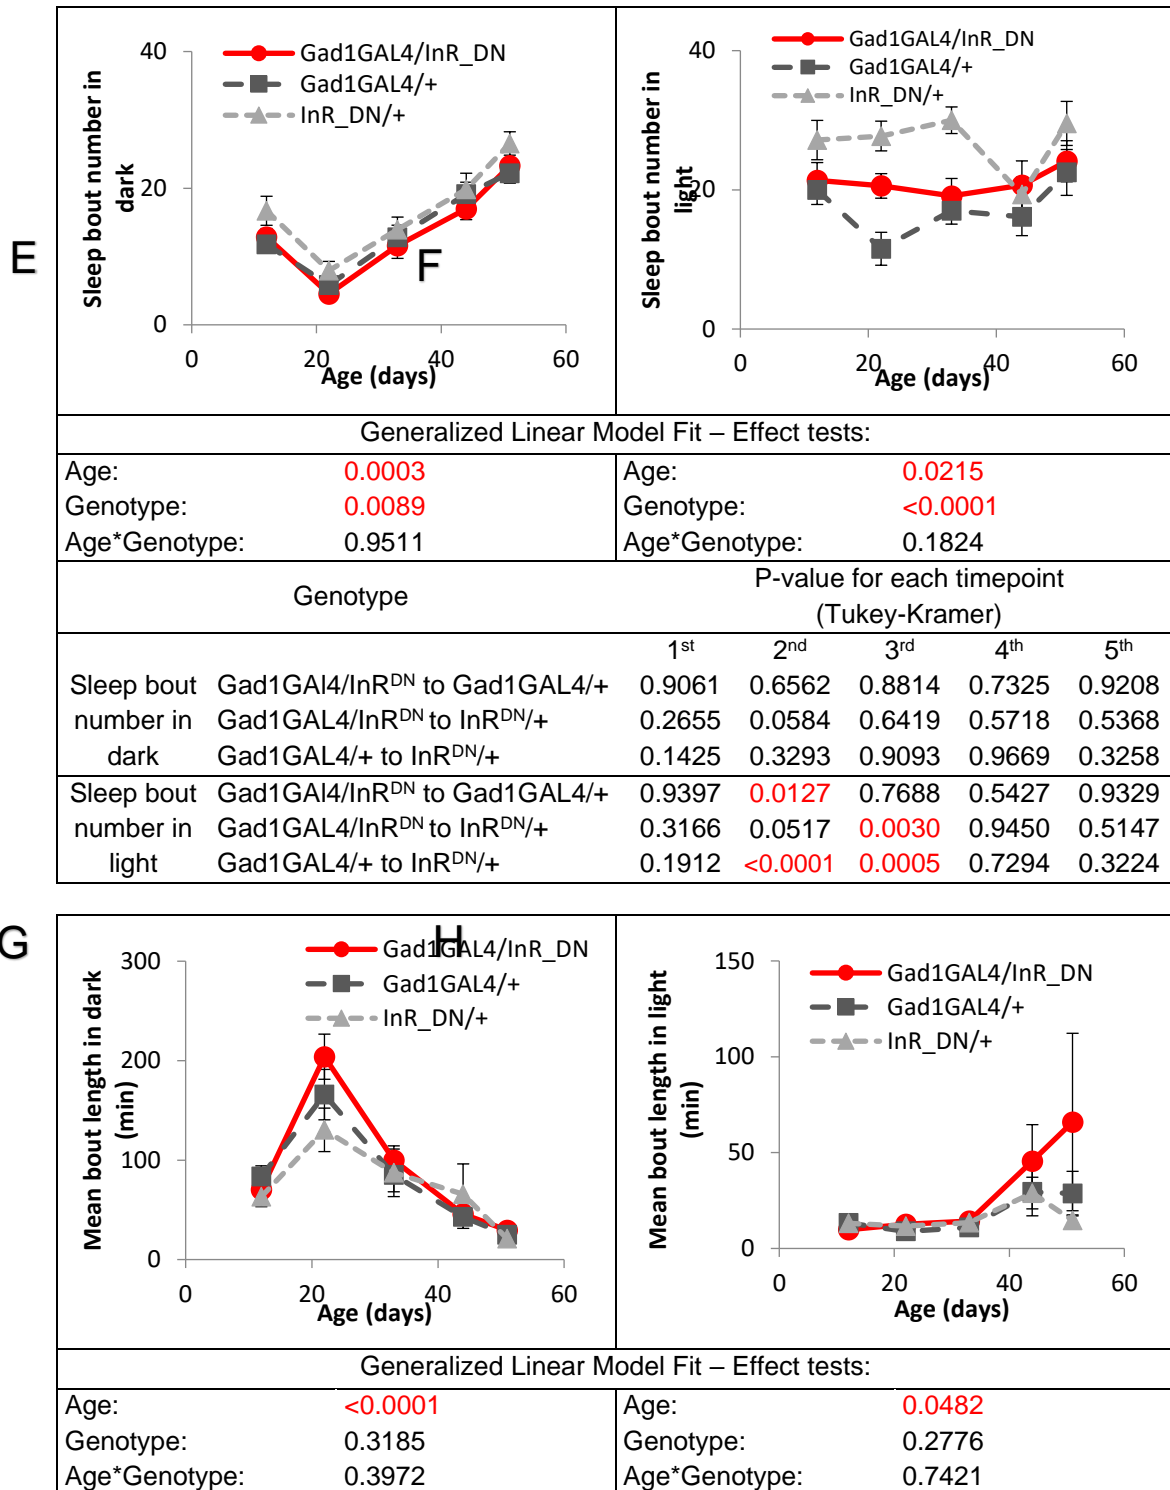 E
40
20
0
0
20
40
60
Sleep bout number in
dark
Age (days)
Gad1GAL4/InR_DN
Gad1GAL4/+
InR_DN/+
F
40
20
0
0
20
40
60
Sleep bout number in
light
Age (days)
Gad1GAL4/InR_DN
Gad1GAL4/+
InR_DN/+
Generalized Linear Model Fit – Effect tests:
Age: 0.0003 Age: 0.0215
Genotype: 0.0089 Genotype: <0.0001
Age*Genotype: 0.9511 Age*Genotype: 0.1824
Genotype P-value for each timepoint
(Tukey-Kramer)
1st 2nd 3rd 4th 5th
Sleep bout Gad1GAl4/InRDN to Gad1GAL4/+ 0.9061 0.6562 0.8814 0.7325 0.9208
number in Gad1GAL4/InRDN to InRDN/+ 0.2655 0.0584 0.6419 0.5718 0.5368
dark Gad1GAL4/+ to InRDN/+ 0.1425 0.3293 0.9093 0.9669 0.3258
Sleep bout Gad1GAl4/InRDN to Gad1GAL4/+ 0.9397 0.0127 0.7688 0.5427 0.9329
number in Gad1GAL4/InRDN to InRDN/+ 0.3166 0.0517 0.0030 0.9450 0.5147
light Gad1GAL4/+ to InRDN/+ 0.1912 <0.0001 0.0005 0.7294 0.3224
G
300
200
100
0
0
20
40
60
Mean bout length in dark
(min)
Age (days)
Gad1GAL4/InR_DN
Gad1GAL4/+
InR_DN/+
H
150
100
50
0
0
20
40
60
Mean bout length in light
(min)
Age (days)
Gad1GAL4/InR_DN
Gad1GAL4/+
InR_DN/+
Generalized Linear Model Fit – Effect tests:
Age: <0.0001 Age: 0.0482
Genotype: 0.3185 Genotype: 0.2776
Age*Genotype: 0.3972 Age*Genotype: 0.7421